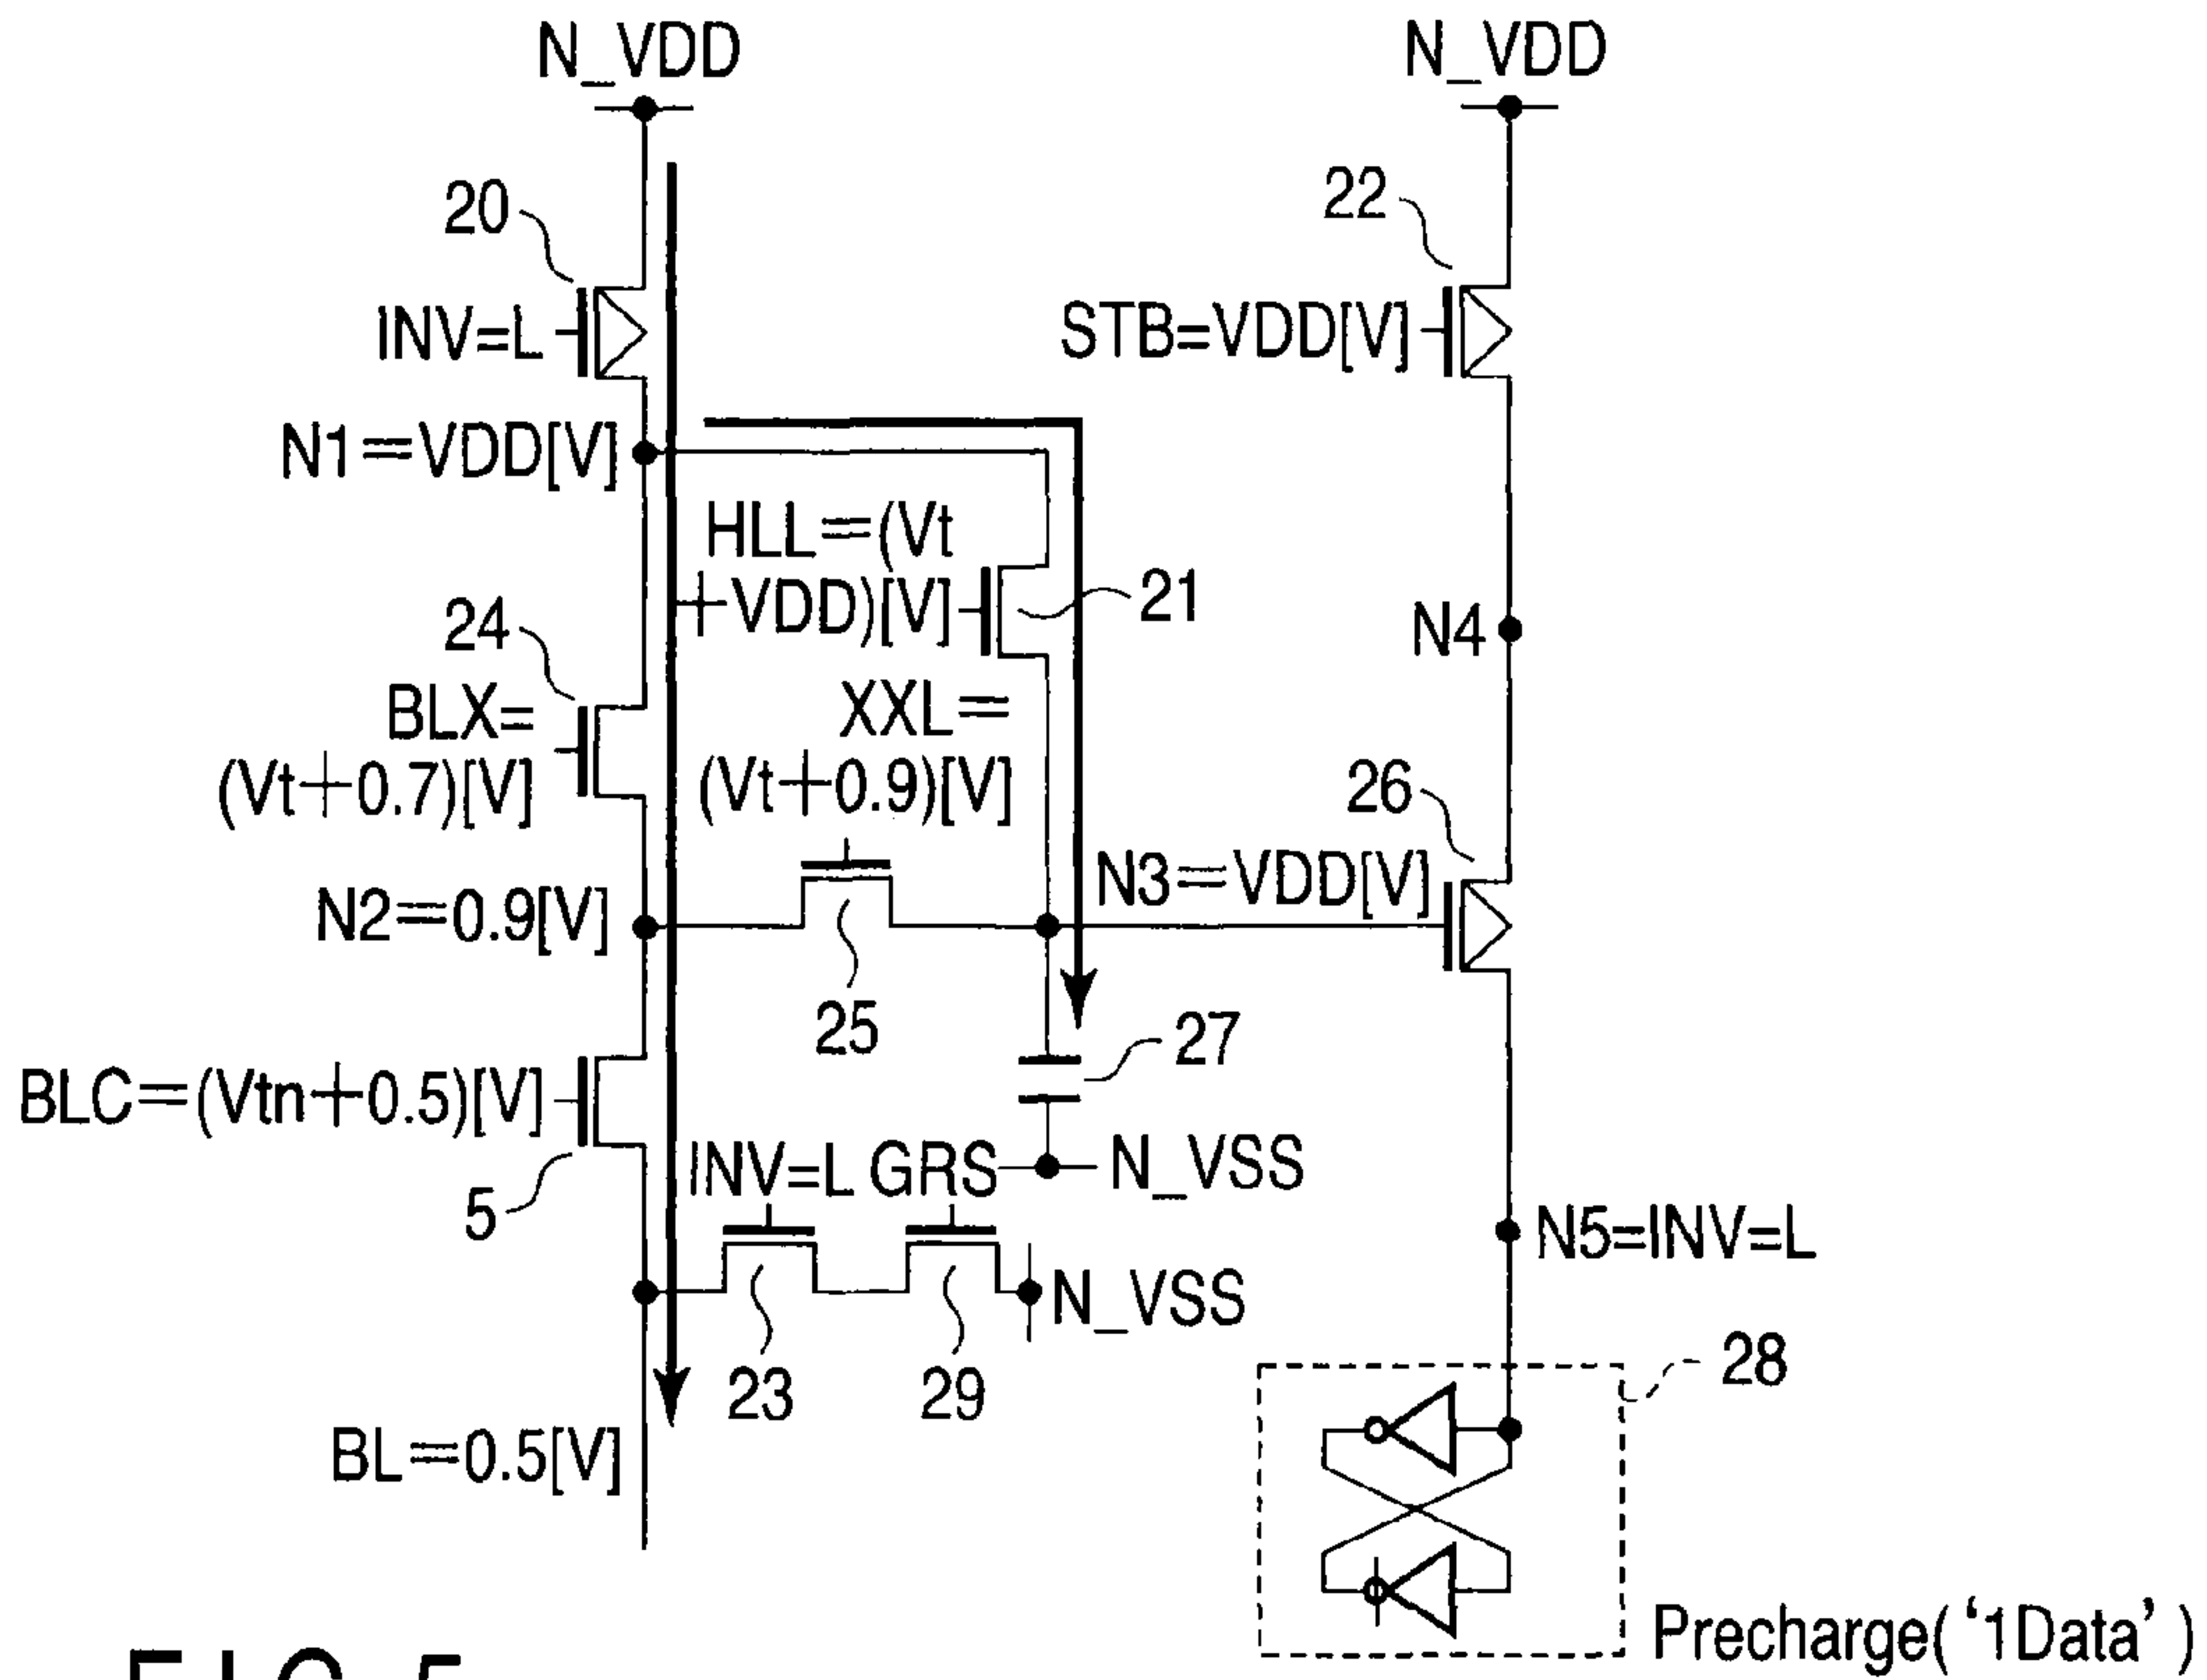 N_VDD
N_VDD
20
22
INV=L
STB=VDD[V]
N1=VDD[V]
HLL=(Vt
+VDD)[V]
21
24
N4
BLX=
(Vt+0.7)[V]
XXL=
(Vt+0.9)[V]
26
N3=VDD[V]
N2=0.9[V]
25
27
BLC=(Vtn+0.5)[V]
INV=L
GRS
N_VSS
5
N5=INV=L
N_VSS
23
29
28
BL=0.5[V]
Precharge('1Data')